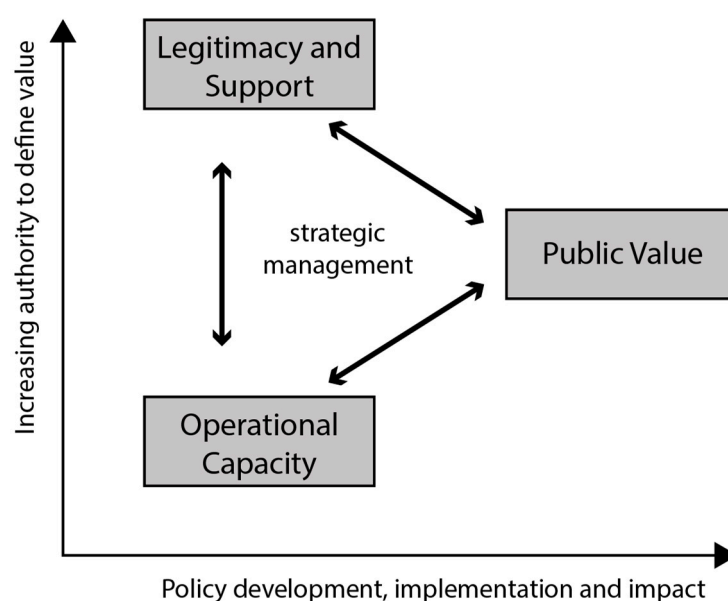 Increasing authority to define value
Legitimacy and
Support
strategic
management
Public Value
Operational
Capacity
Policy development, implementation and impact